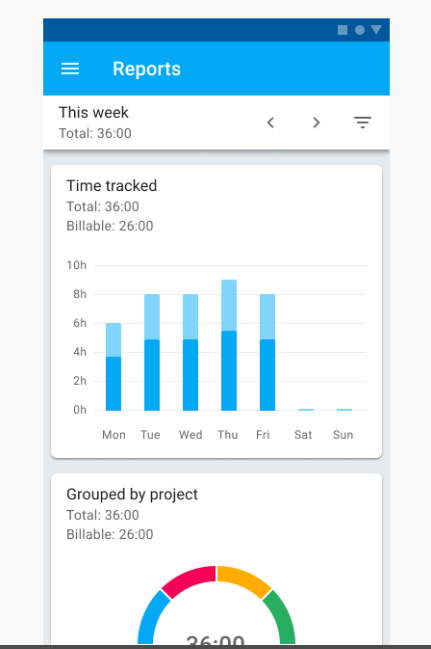 Reports
This week
Total: 36:00
Time tracked
Total: 36:00
Billable: 26:00
10h
8h
6h
4h
2h
0h
Mon Tue Wed Thu Fri Sat Sun
Grouped by project
Total: 36:00
Billable: 26:00
36:00